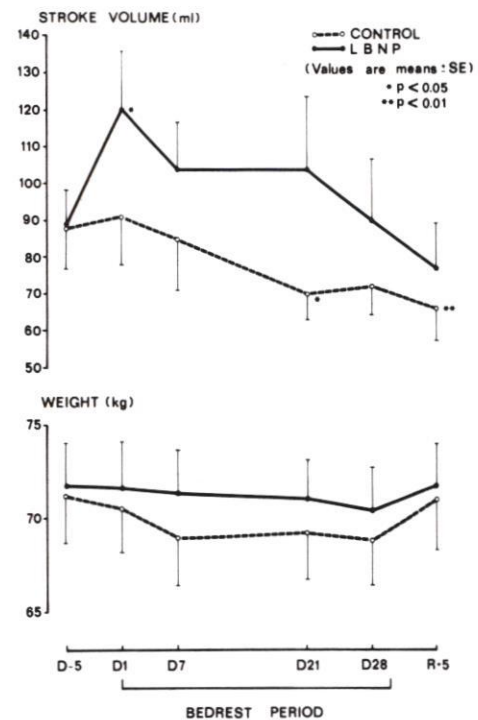 STROKE VOLUME (ml)
CONTROL
LBNP
(Values are means : SE)
• p < 0.05
•• p < 0.01
140
130
120
110
100
90
80
70
60
50
WEIGHT (kg)
75
70
65
D-5 D1 D7 D21 D28 R-5
BEDREST PERIOD